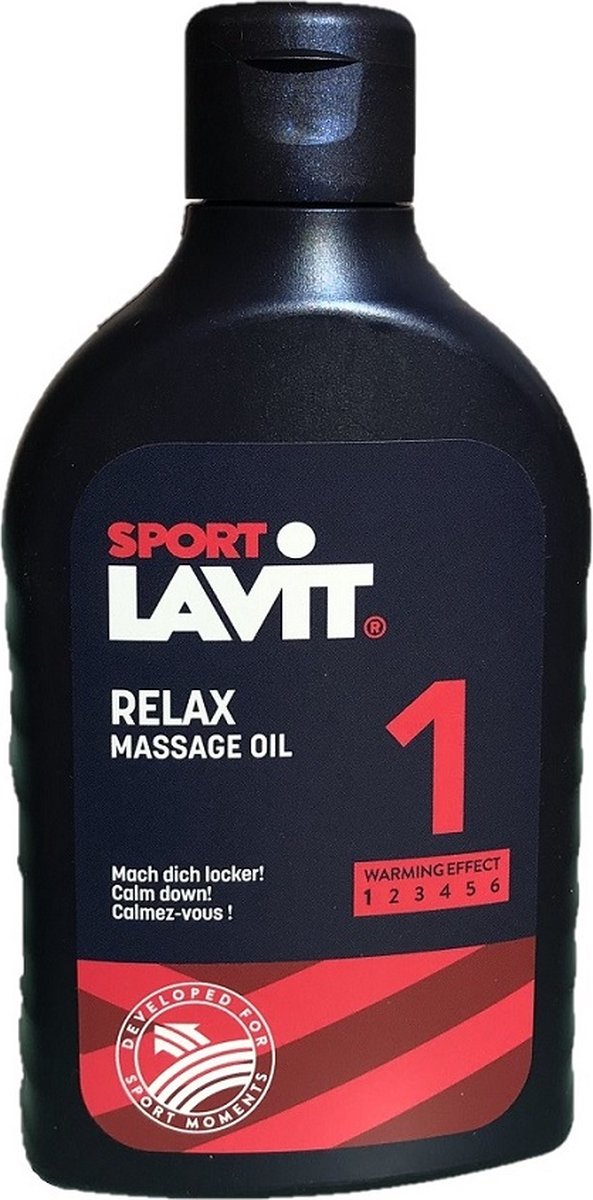 SPORT
LAVIT®
RELAX
MASSAGE OIL
1
WARMING EFFECT
1 2 3 4 5 6
Mach dich locker!
Calm down!
Calmez-vous !
DEVELOPED FOR
SPORT MOMENTS